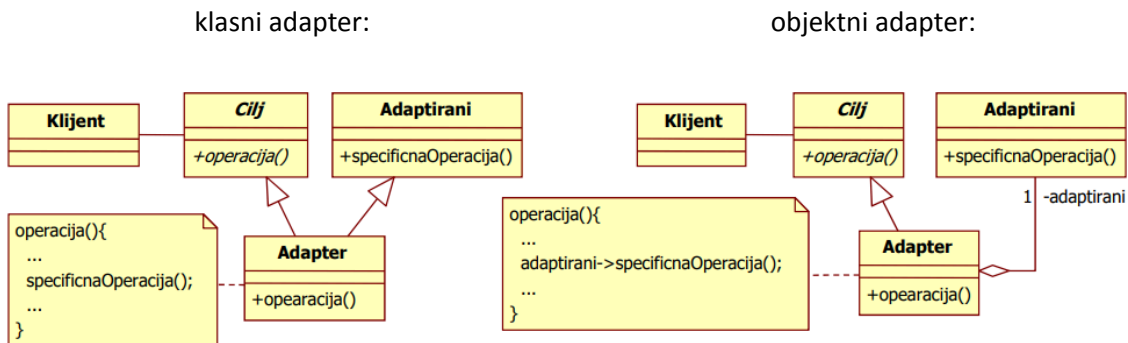 klasni adapter:
objektni adapter:
Klijent
Cilj
+operacija()
Adaptirani
+specificnaOperacija()
operacija(){
...
specificnaOperacija();
...
}
Adapter
+opearacija()
Klijent
Cilj
+operacija()
Adaptirani
+specificnaOperacija()
1 -adaptirani
operacija(){
...
adaptirani->specificnaOperacija();
...
}
Adapter
+opearacija()